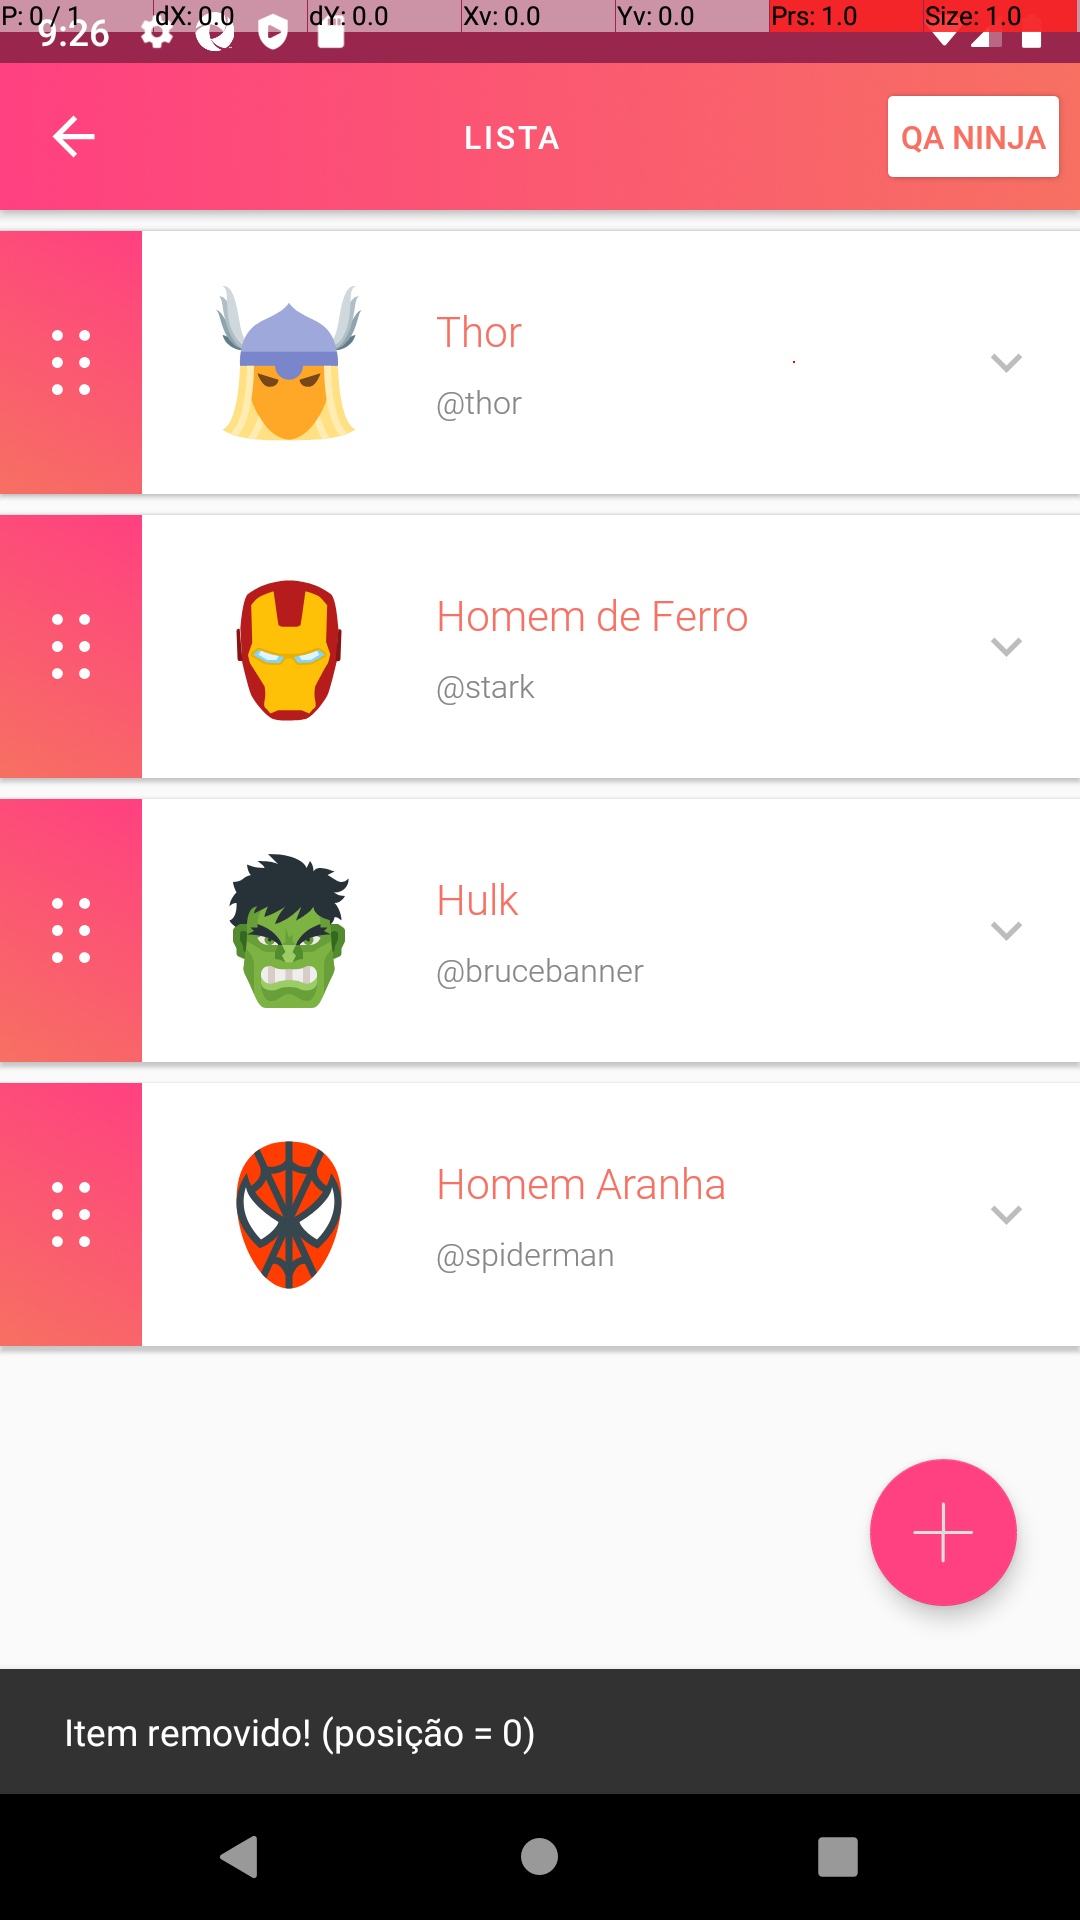 P: 0 / 1 dX: 0.0 dY: 0.0 Xv: 0.0 Yv: 0.0 Prs: 1.0 Size: 1.0
9:26
LISTA
QA NINJA
Thor
@thor
Homem de Ferro
@stark
Hulk
@brucebanner
Homem Aranha
@spiderman
Item removido! (posição = 0)